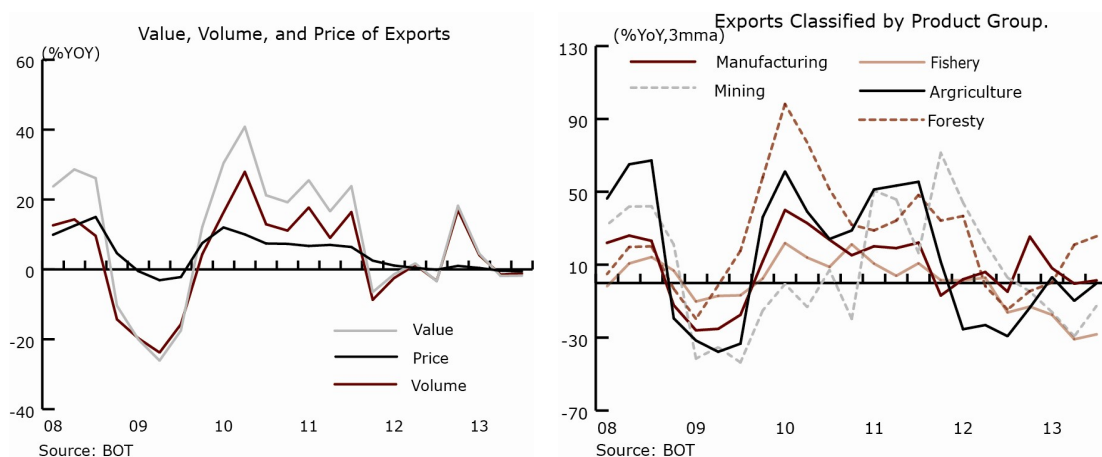 Value, Volume, and Price of Exports
(%YOY)
60
40
20
0
-20
-40
Value
Price
Volume
08 09 10 11 12 13
Source: BOT
Exports Classified by Product Group.
(%YoY,3mma)
130
90
50
10
-30
-70
Manufacturing
Fishery
Mining
Argriculture
Foresty
08 09 10 11 12 13
Source: BOT